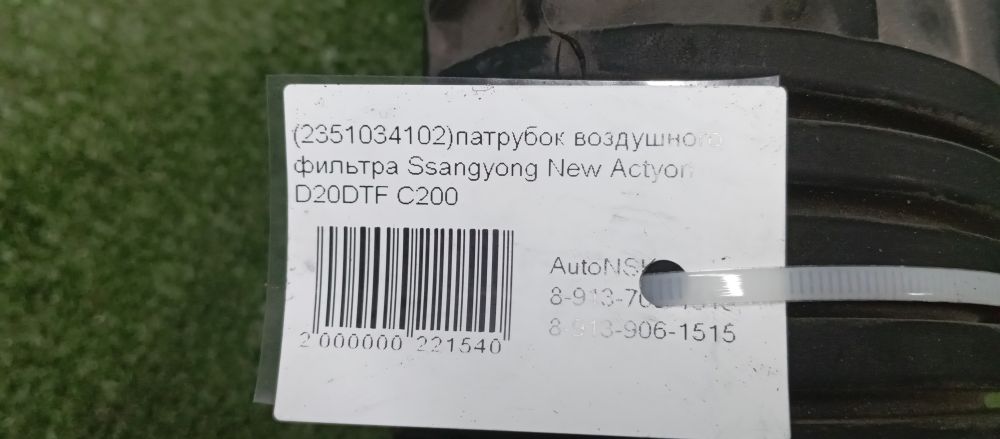 (2351034102)патрубок воздушного
фильтра Ssangyong New Actyon
D20DTF C200
AutoNSK
8-913-906-1515
2 000000 221540